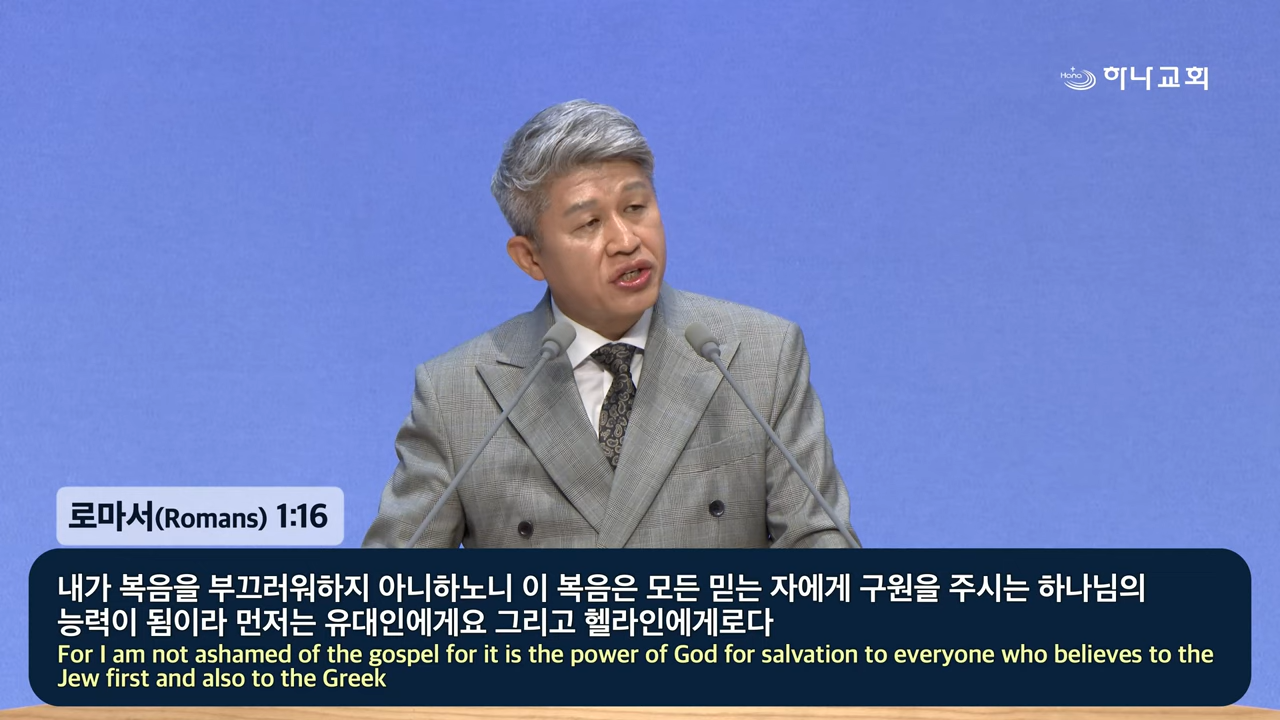 Hana 하나교회
로마서(Romans) 1:16
내가 복음을 부끄러워하지 아니하노니 이 복음은 모든 믿는 자에게 구원을 주시는 하나님의
능력이 됨이라 먼저는 유대인에게요 그리고 헬라인에게로다
For I am not ashamed of the gospel for it is the power of God for salvation to everyone who believes to the
Jew first and also to the Greek